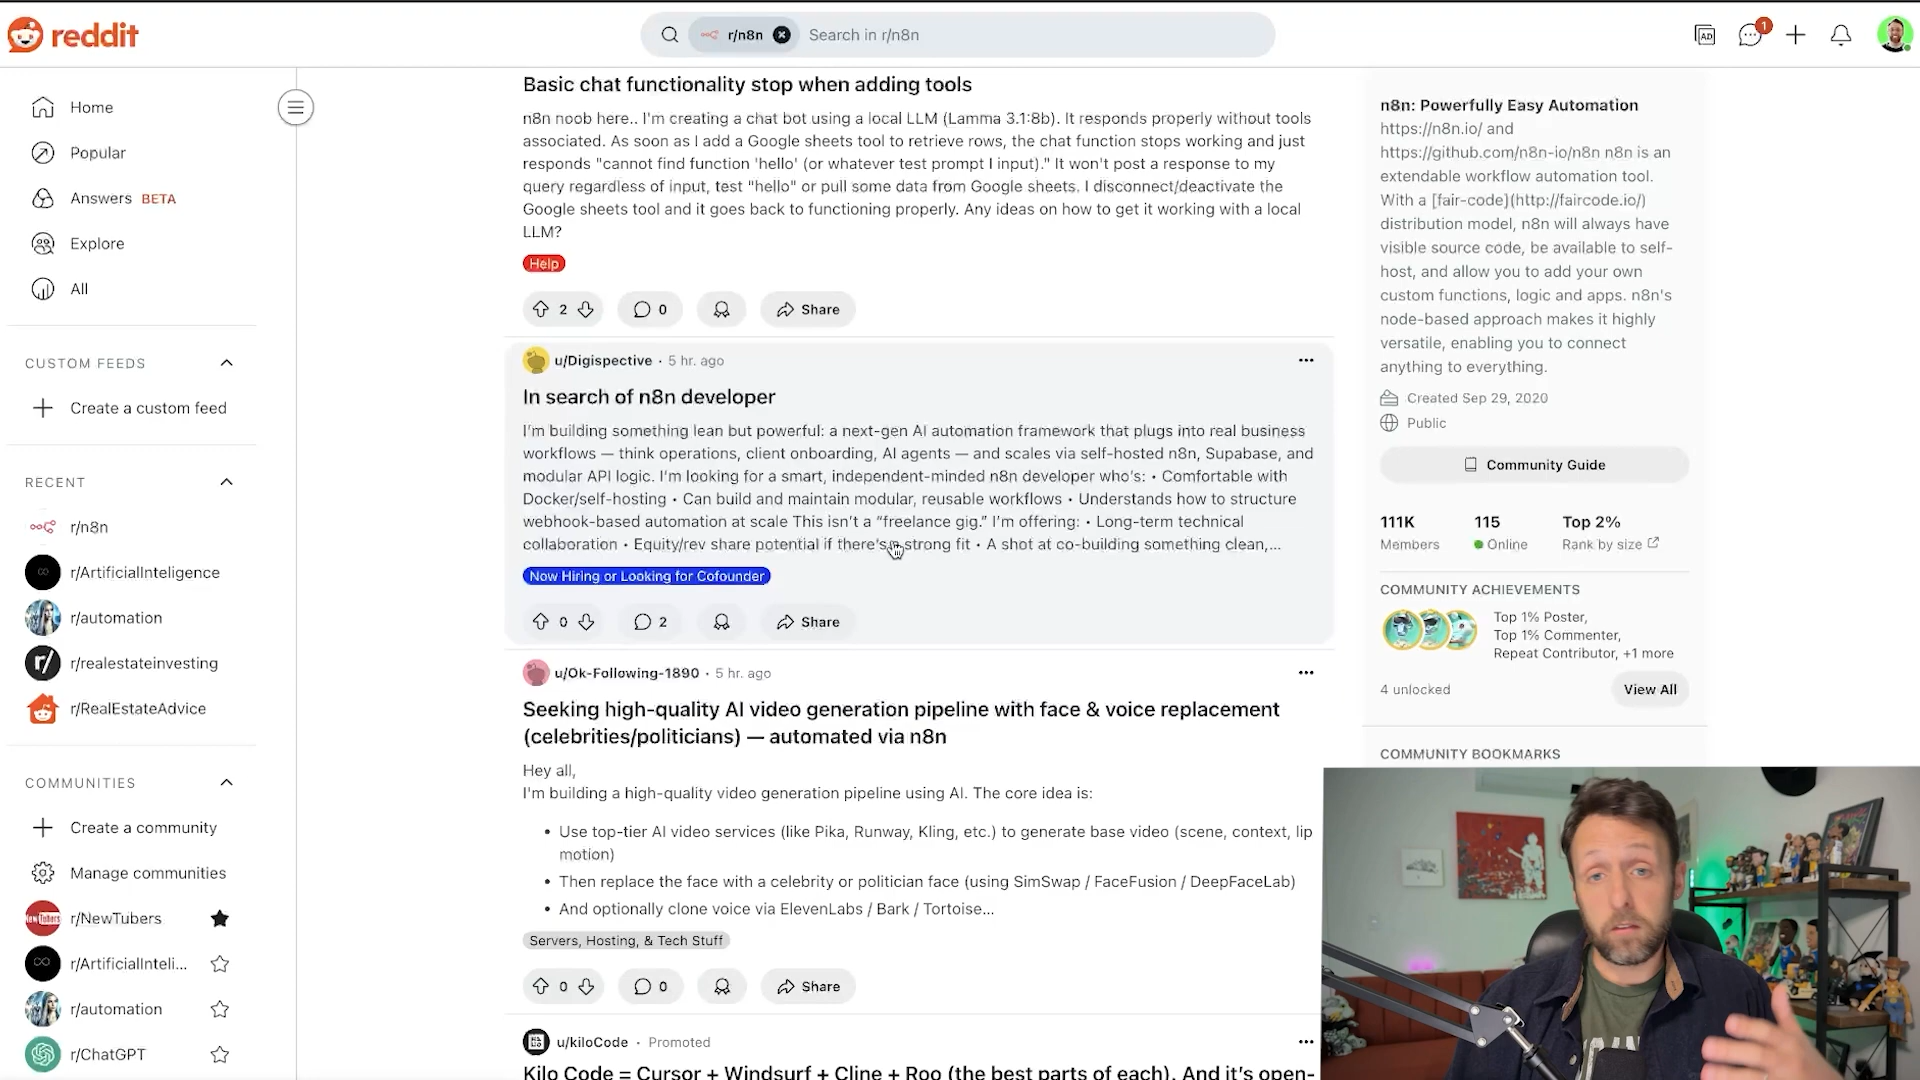 reddit
r/n8n
Search in r/n8n
AD
1
Home
Popular
Answers BETA
Explore
All
CUSTOM FEEDS
Create a custom feed
RECENT
r/n8n
r/ArtificialInteligence
r/automation
r/realestateinvesting
r/RealEstateAdvice
COMMUNITIES
Create a community
Manage communities
r/NewTubers
r/ArtificialInteli...
r/automation
r/ChatGPT
Basic chat functionality stop when adding tools
n8n noob here.. I'm creating a chat bot using a local LLM (Lamma 3.1:8b). It responds properly without tools
associated. As soon as I add a Google sheets tool to retrieve rows, the chat function stops working and just
responds "cannot find function 'hello' (or whatever test prompt I input)." It won't post a response to my
query regardless of input, test "hello" or pull some data from Google sheets. I disconnect/deactivate the
Google sheets tool and it goes back to functioning properly. Any ideas on how to get it working with a local
LLM?
Help
2
0
Share
u/Digispective · 5 hr. ago
In search of n8n developer
I'm building something lean but powerful: a next-gen AI automation framework that plugs into real business
workflows — think operations, client onboarding, AI agents — and scales via self-hosted n8n, Supabase, and
modular API logic. I'm looking for a smart, independent-minded n8n developer who's: • Comfortable with
Docker/self-hosting • Can build and maintain modular, reusable workflows • Understands how to structure
webhook-based automation at scale This isn't a “freelance gig.” I'm offering: • Long-term technical
collaboration • Equity/rev share potential if there's a strong fit • A shot at co-building something clean,...
Now Hiring or Looking for Cofounder
0
2
Share
u/Ok-Following-1890 · 5 hr. ago
Seeking high-quality AI video generation pipeline with face & voice replacement
(celebrities/politicians) — automated via n8n
Hey all,
I'm building a high-quality video generation pipeline using AI. The core idea is:
• Use top-tier AI video services (like Pika, Runway, Kling, etc.) to generate base video (scene, context, lip
motion)
• Then replace the face with a celebrity or politician face (using SimSwap / FaceFusion / DeepFaceLab)
• And optionally clone voice via ElevenLabs / Bark / Tortoise...
Servers, Hosting, & Tech Stuff
0
0
Share
u/kiloCode · Promoted
Kilo Code = Cursor + Windsurf + Cline + Roo (the best parts of each). And it's open-
n8n: Powerfully Easy Automation
https://n8n.io/ and
https://github.com/n8n-io/n8n n8n is an
extendable workflow automation tool.
With a [fair-code](http://faircode.io/)
distribution model, n8n will always have
visible source code, be available to self-
host, and allow you to add your own
custom functions, logic and apps. n8n's
node-based approach makes it highly
versatile, enabling you to connect
anything to everything.
Created Sep 29, 2020
Public
Community Guide
111K
Members
115
Online
Top 2%
Rank by size
COMMUNITY ACHIEVEMENTS
Top 1% Poster,
Top 1% Commenter,
Repeat Contributor, +1 more
4 unlocked
View All
COMMUNITY BOOKMARKS